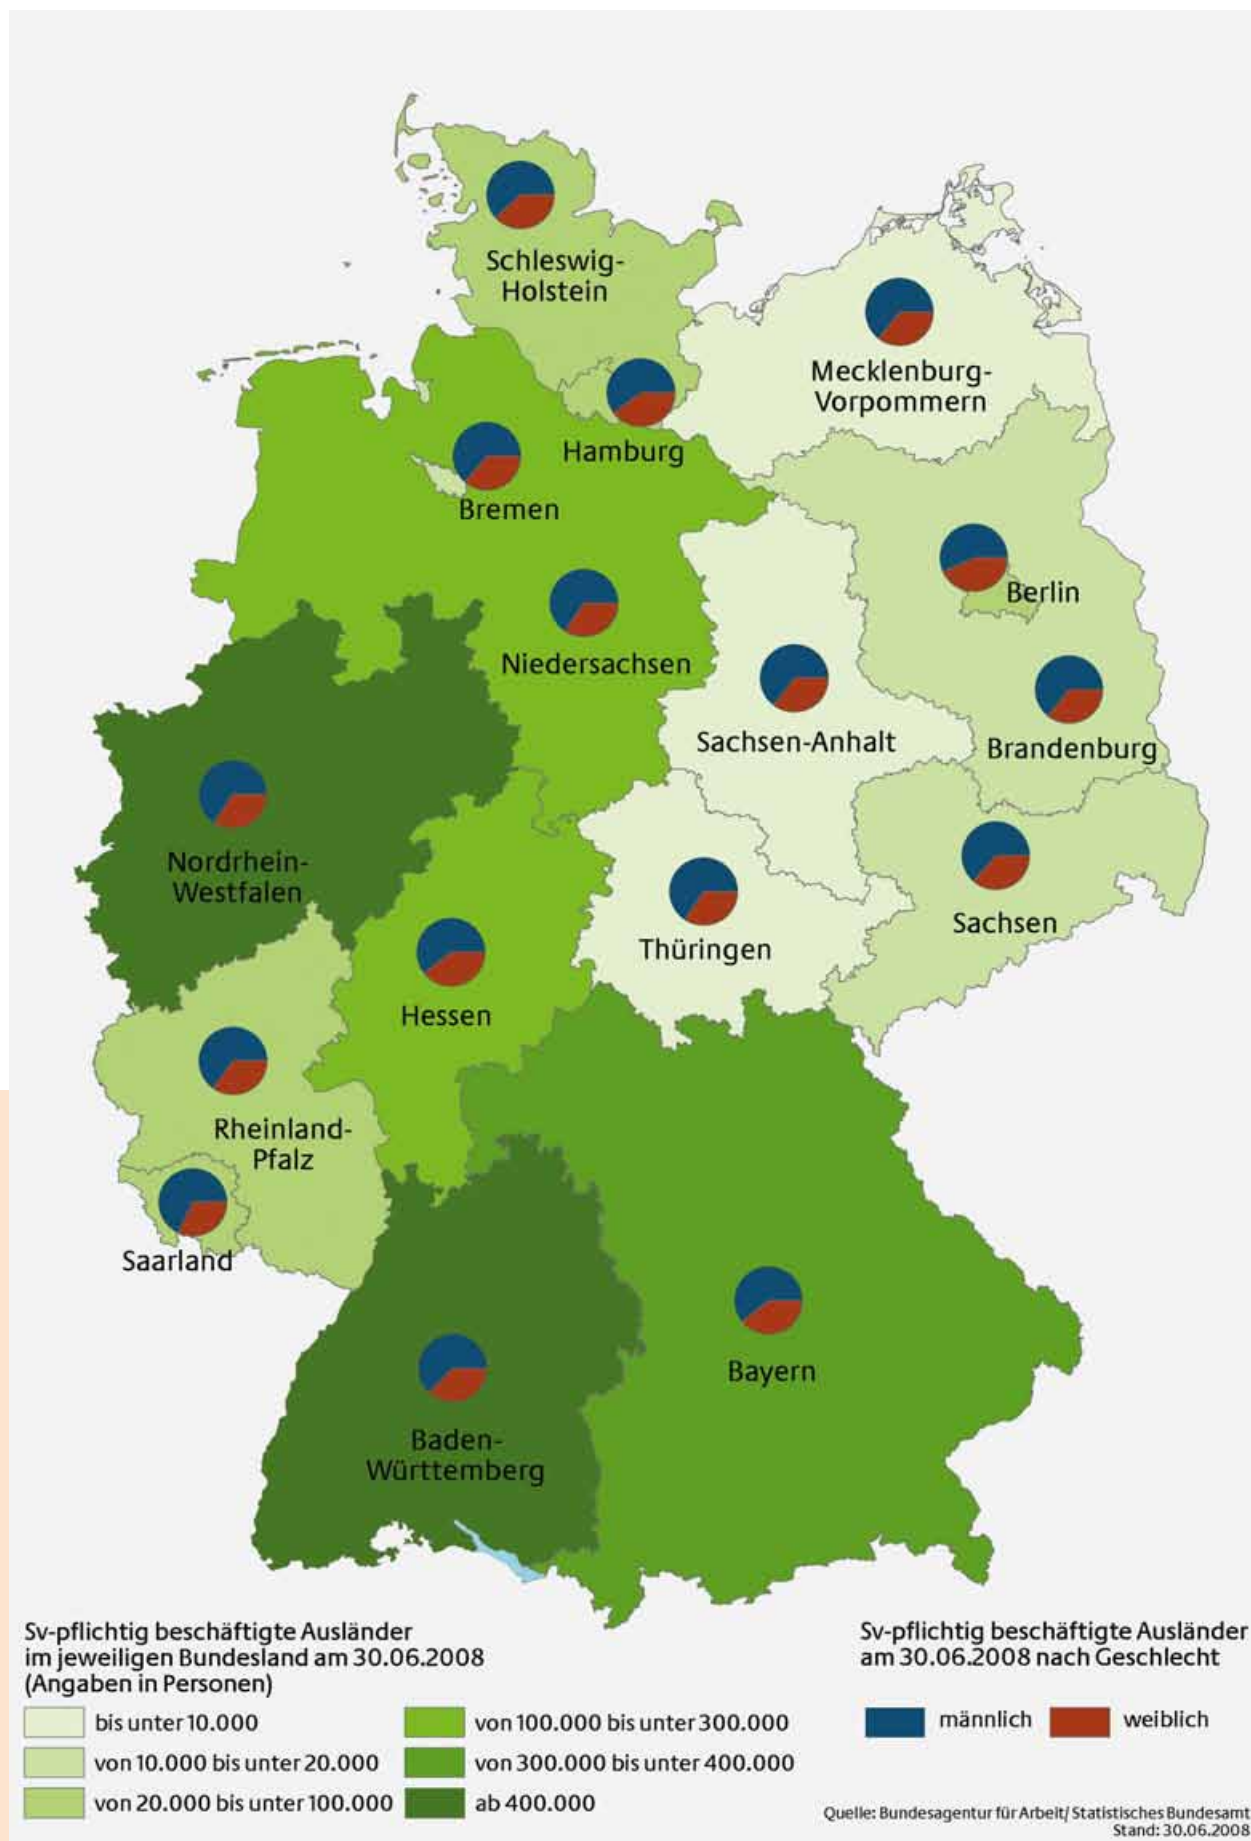 Schleswig-
Holstein
Mecklenburg-
Vorpommern
Hamburg
Bremen
Berlin
Niedersachsen
Sachsen-Anhalt
Brandenburg
Nordrhein-
Westfalen
Sachsen
Thüringen
Hessen
Rheinland-
Pfalz
Saarland
Bayern
Baden-
Württemberg
Sv-pflichtig beschäftigte Ausländer
im jeweiligen Bundesland am 30.06.2008
(Angaben in Personen)
bis unter 10.000
von 10.000 bis unter 20.000
von 20.000 bis unter 100.000
von 100.000 bis unter 300.000
von 300.000 bis unter 400.000
ab 400.000
Sv-pflichtig beschäftigte Ausländer
am 30.06.2008 nach Geschlecht
männlich
weiblich
Quelle: Bundesagentur für Arbeit/ Statistisches Bundesamt
Stand: 30.06.2008